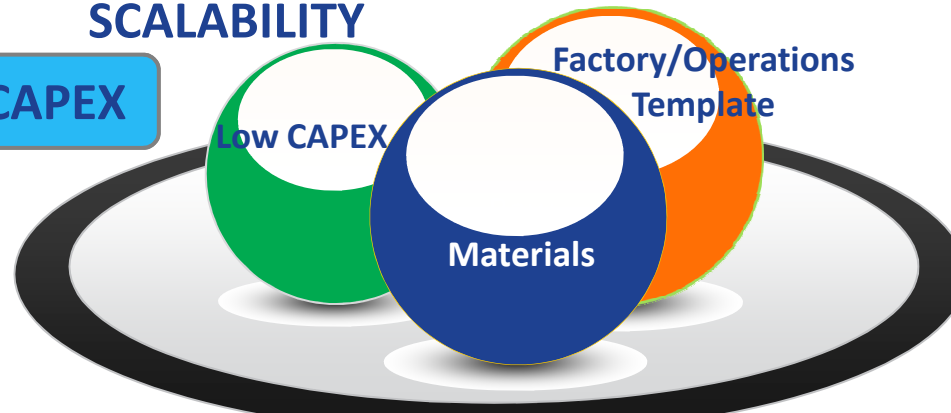 SCALABILITY
CAPEX
Low CAPEX
Factory/Operations
Template
Materials